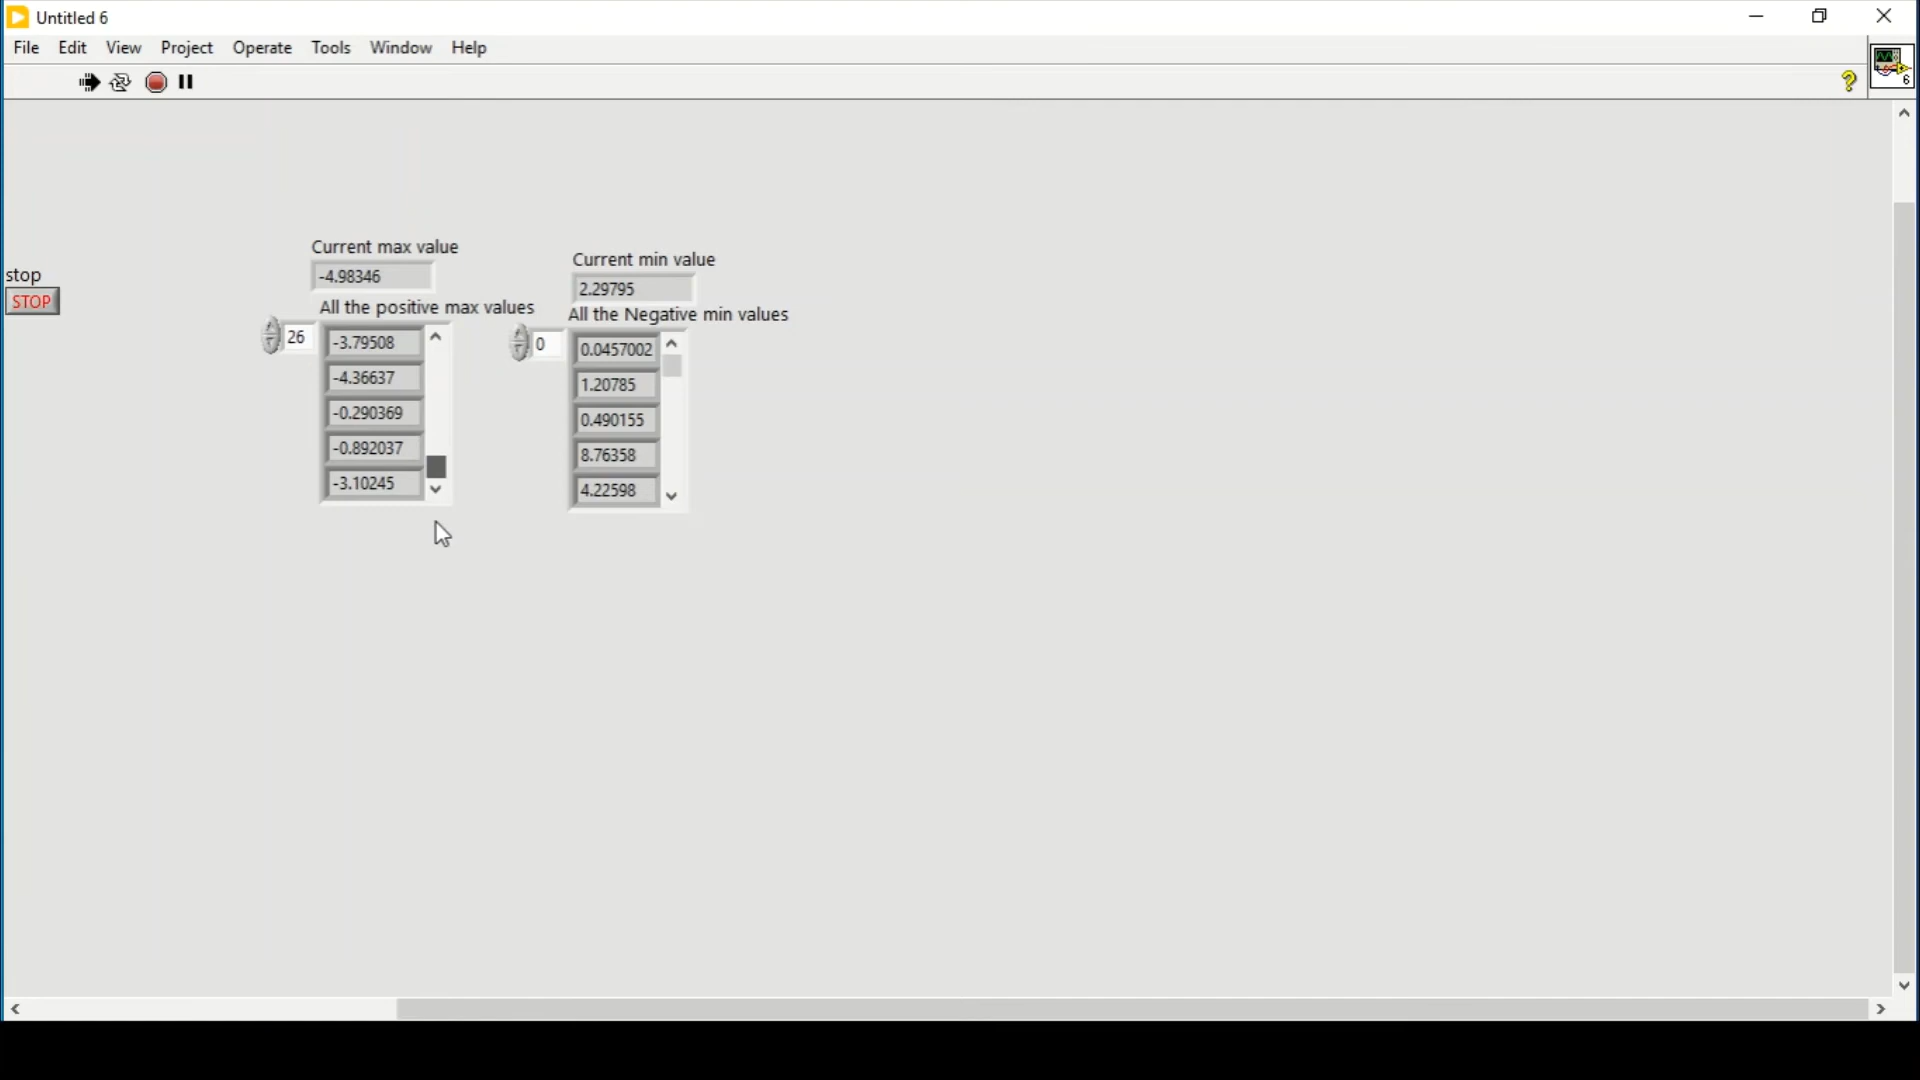 Untitled 6
File Edit View Project Operate Tools Window Help
6
stop
STOP
Current max value
-4.98346
All the positive max values
26
-3.79508
-4.36637
-0.290369
-0.892037
-3.10245
Current min value
2.29795
All the Negative min values
0
0.0457002
1.20785
0.490155
8.76358
4.22598